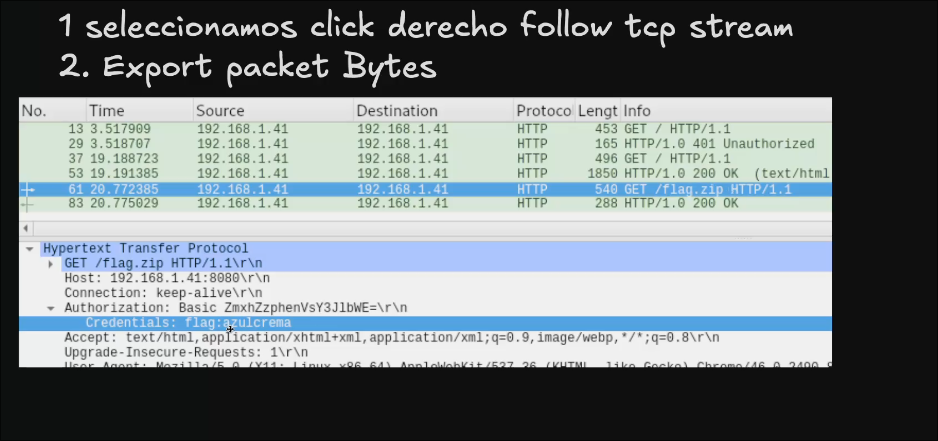 1 seleccionamos click derecho follow tcp stream
2. Export packet Bytes
No. Time Source Destination Protoco Lengt Info
13 3.517909 192.168.1.41 192.168.1.41 HTTP 453 GET / HTTP/1.1
29 3.518707 192.168.1.41 192.168.1.41 HTTP 165 HTTP/1.0 401 Unauthorized
37 19.188723 192.168.1.41 192.168.1.41 HTTP 496 GET / HTTP/1.1
53 19.191385 192.168.1.41 192.168.1.41 HTTP 1850 HTTP/1.0 200 OK (text/html
61 20.772385 192.168.1.41 192.168.1.41 HTTP 540 GET /flag.zip HTTP/1.1
83 20.775029 192.168.1.41 192.168.1.41 HTTP 288 HTTP/1.0 200 OK
Hypertext Transfer Protocol
GET /flag.zip HTTP/1.1\r\n
Host: 192.168.1.41:8080\r\n
Connection: keep-alive\r\n
Authorization: Basic ZmxhZzphenVsY3JlbWE=\r\n
Credentials: flag:azulcrema
Accept: text/html,application/xhtml+xml,application/xml;q=0.9,image/webp,*/*;q=0.8\r\n
Upgrade-Insecure-Requests: 1\r\n
User-Agent: Mozilla/5.0 (X11; Linux x86_64) AppleWebKit/537.36 (KHTML, like Gecko) Chrome/46.0.2490.8